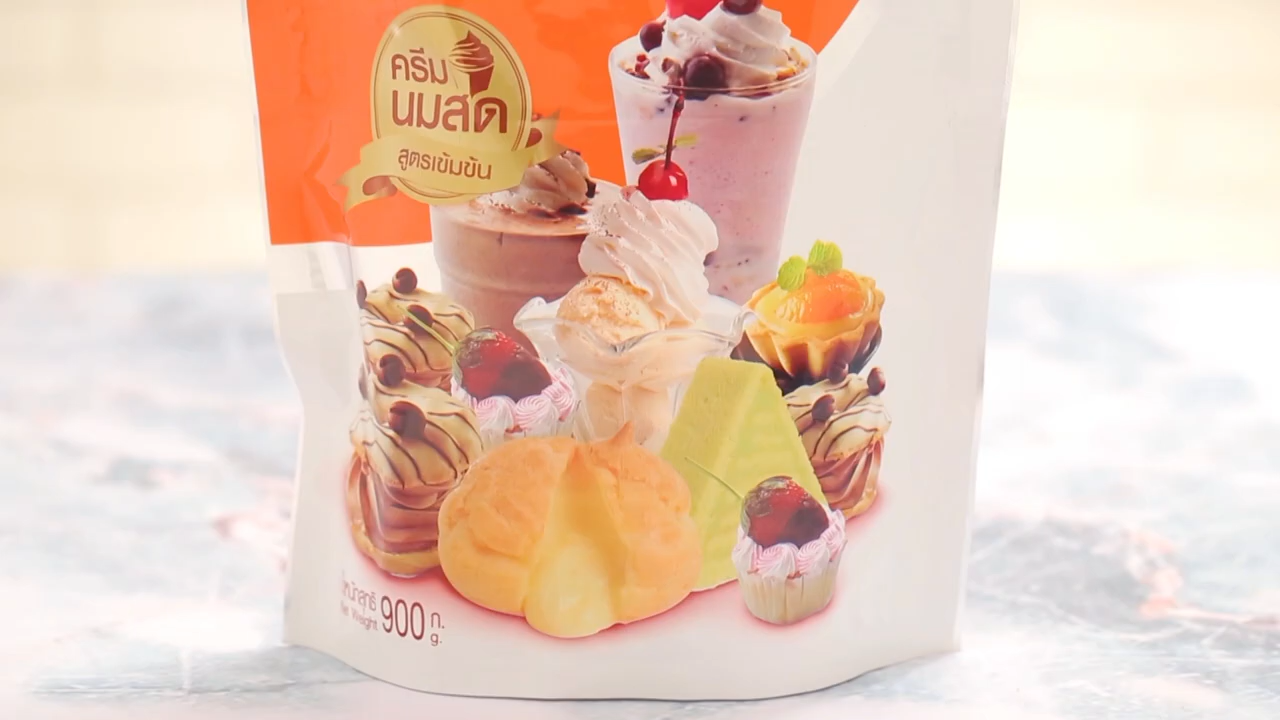 ครีม
นมสด
สูตรเข้มข้น
น้ำหนักสุทธิ 900 ก.
Net Weight g.